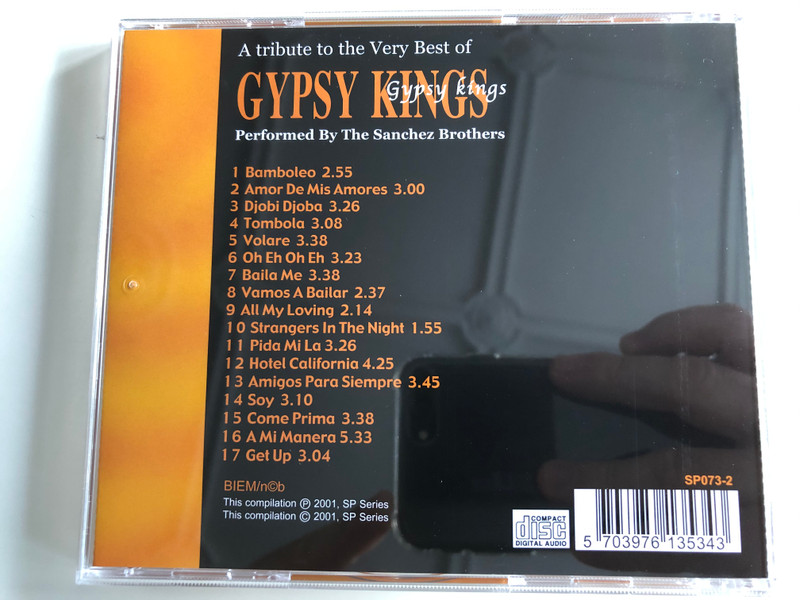 A tribute to the Very Best of
GYPSY KINGS
Gypsy kings
Performed By The Sanchez Brothers
1 Bamboleo 2.55
2 Amor De Mis Amores 3.00
3 Djobi Djoba 3.26
4 Tombola 3.08
5 Volare 3.38
6 Oh Eh Oh Eh 3.23
7 Baila Me 3.38
8 Vamos A Bailar 2.37
9 All My Loving 2.14
10 Strangers In The Night 1.55
11 Pida Mi La 3.26
12 Hotel California 4.25
13 Amigos Para Siempre 3.45
14 Soy 3.10
15 Come Prima 3.38
16 A Mi Manera 5.33
17 Get Up 3.04
BIEM/n©b
This compilation ℗ 2001, SP Series
This compilation © 2001, SP Series
SP073-2
COMPACT
disc
DIGITAL AUDIO
5 703976 135343